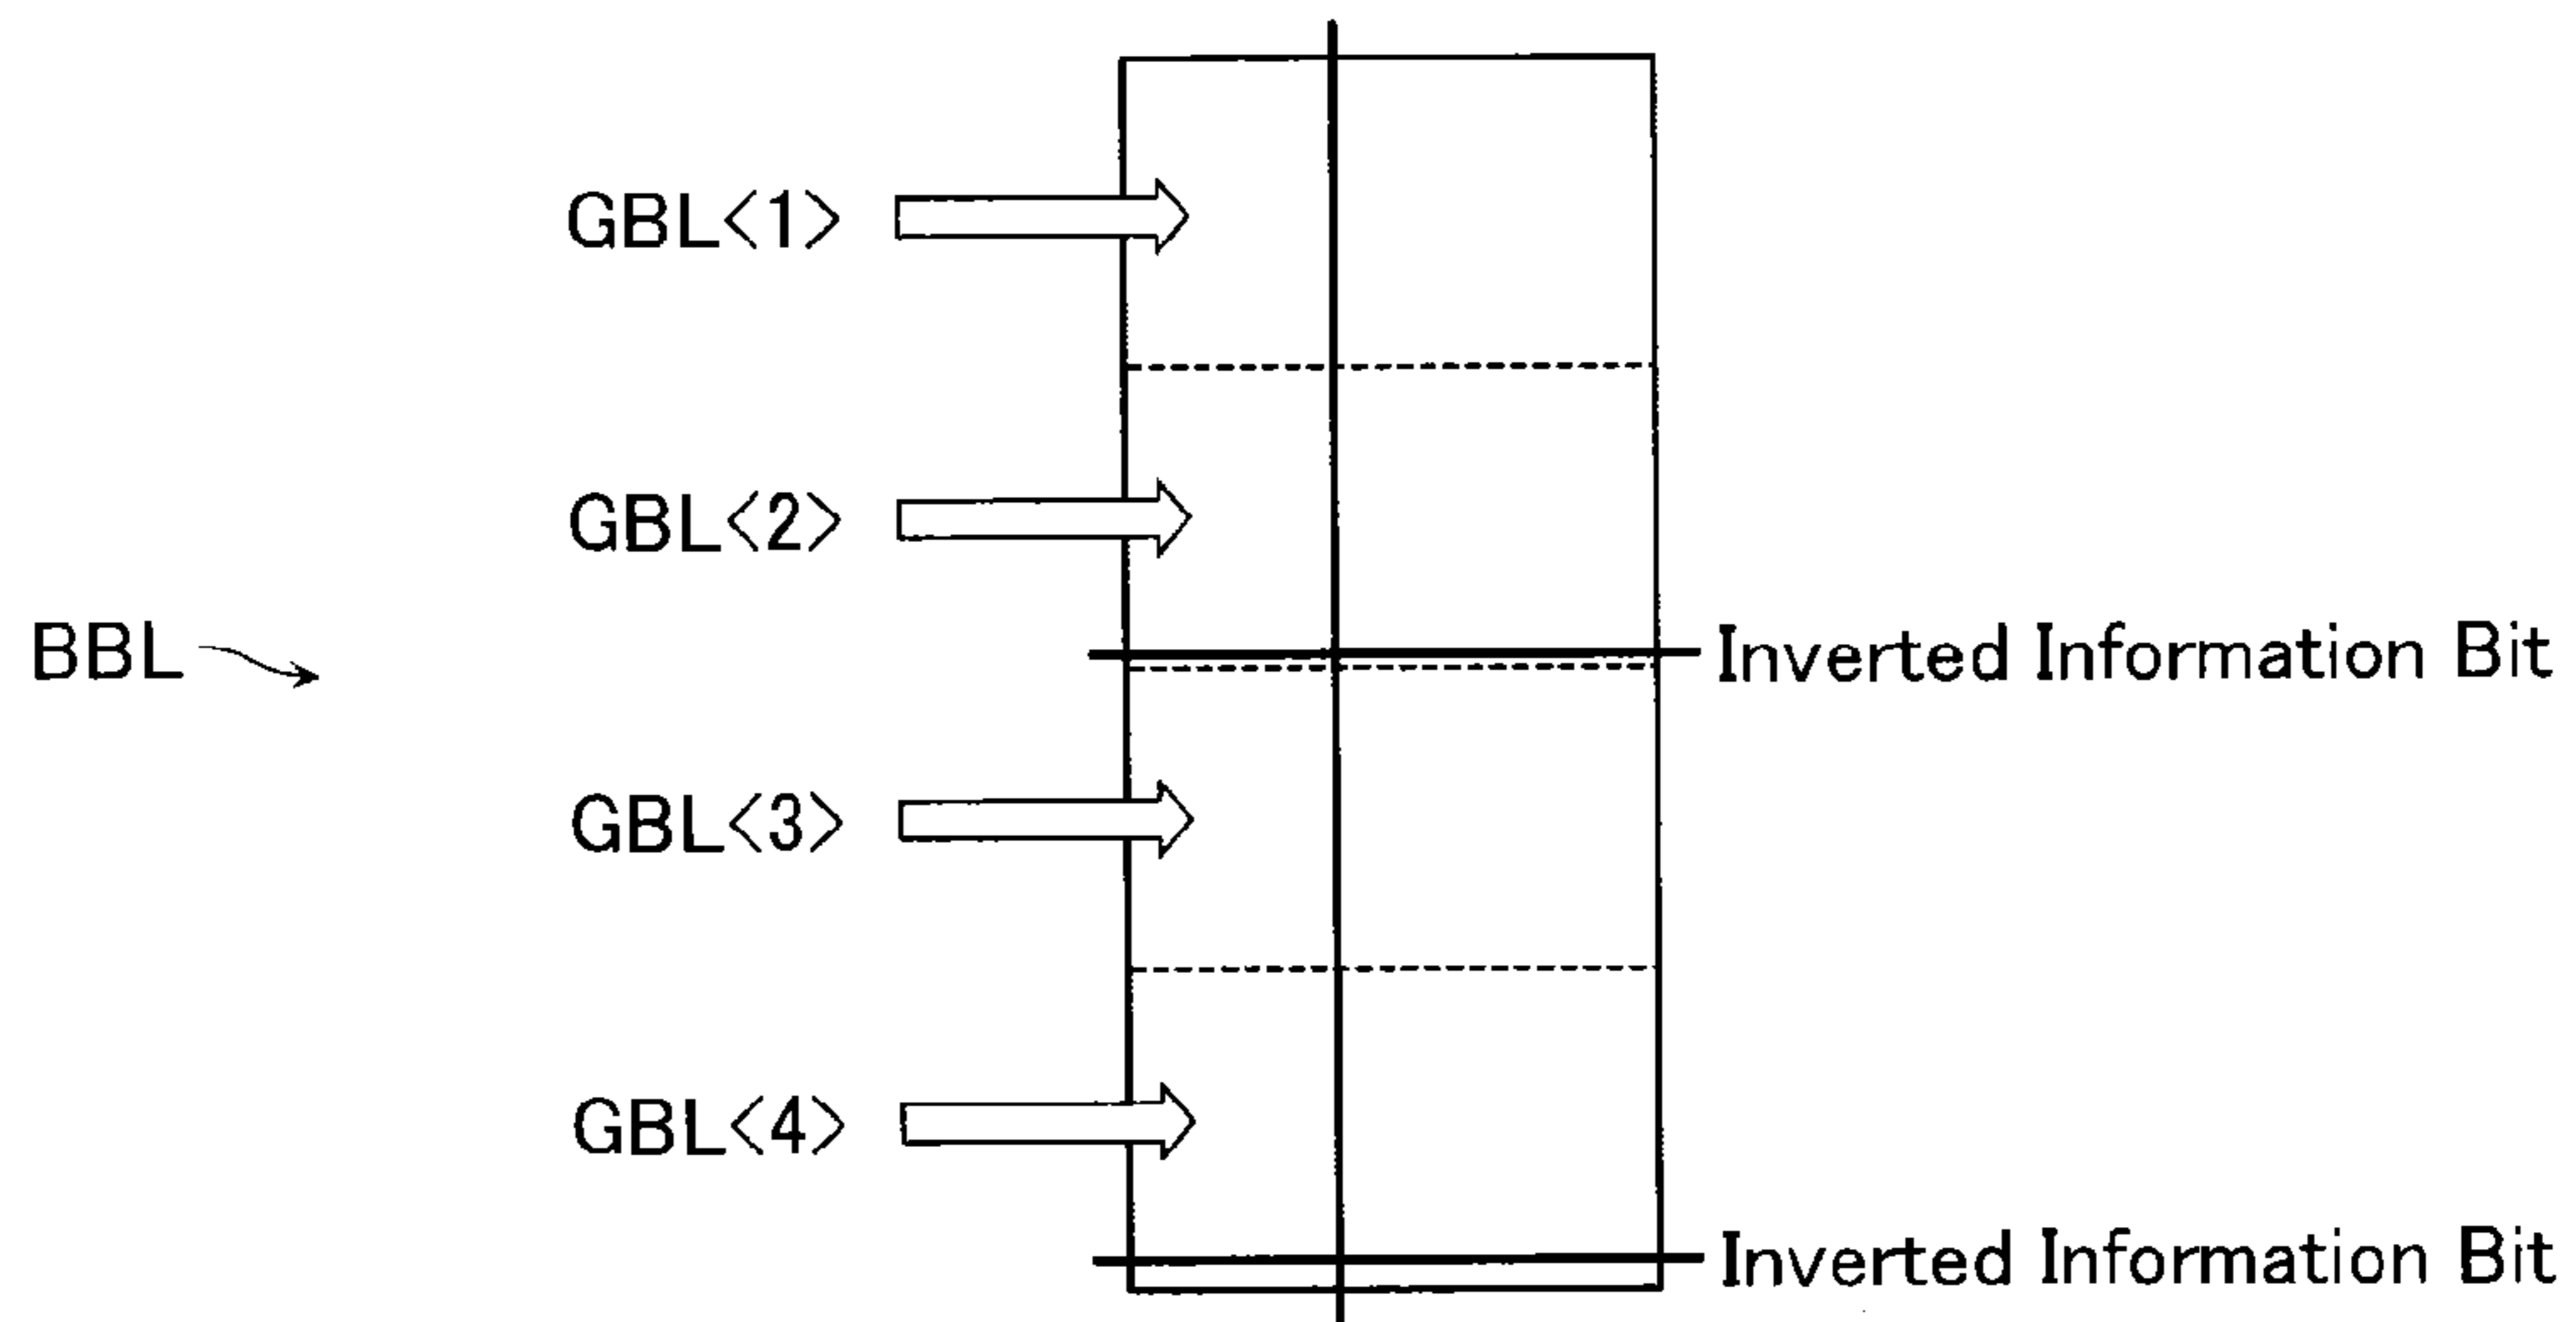 GBL<1>
GBL<2>
BBL
Inverted Information Bit
GBL<3>
GBL<4>
Inverted Information Bit